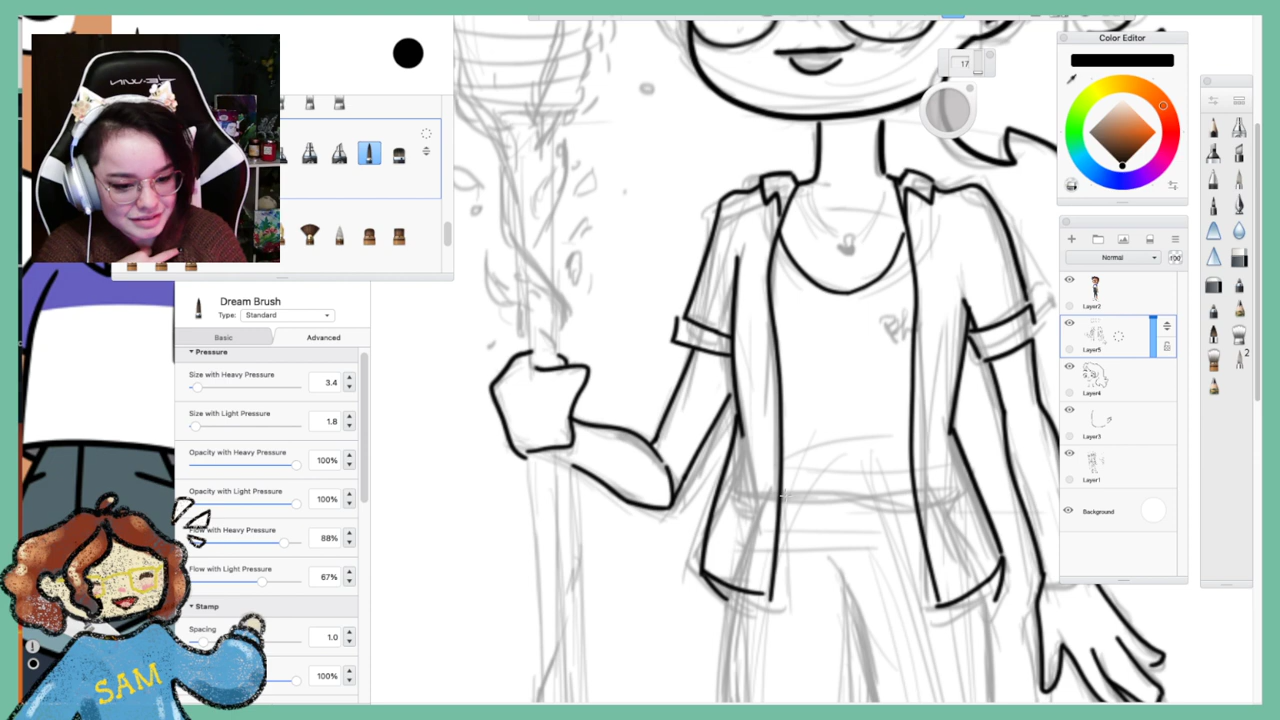 17
Color Editor
Normal
100
Layer2
Layer5
Layer4
Layer3
Layer1
Background
2
Dream Brush
Type: Standard
Basic
Advanced
Pressure
Size with Heavy Pressure
3.4
Size with Light Pressure
1.8
Opacity with Heavy Pressure
100%
Opacity with Light Pressure
100%
Flow with Heavy Pressure
88%
Flow with Light Pressure
67%
Stamp
Spacing
1.0
100%
SAM